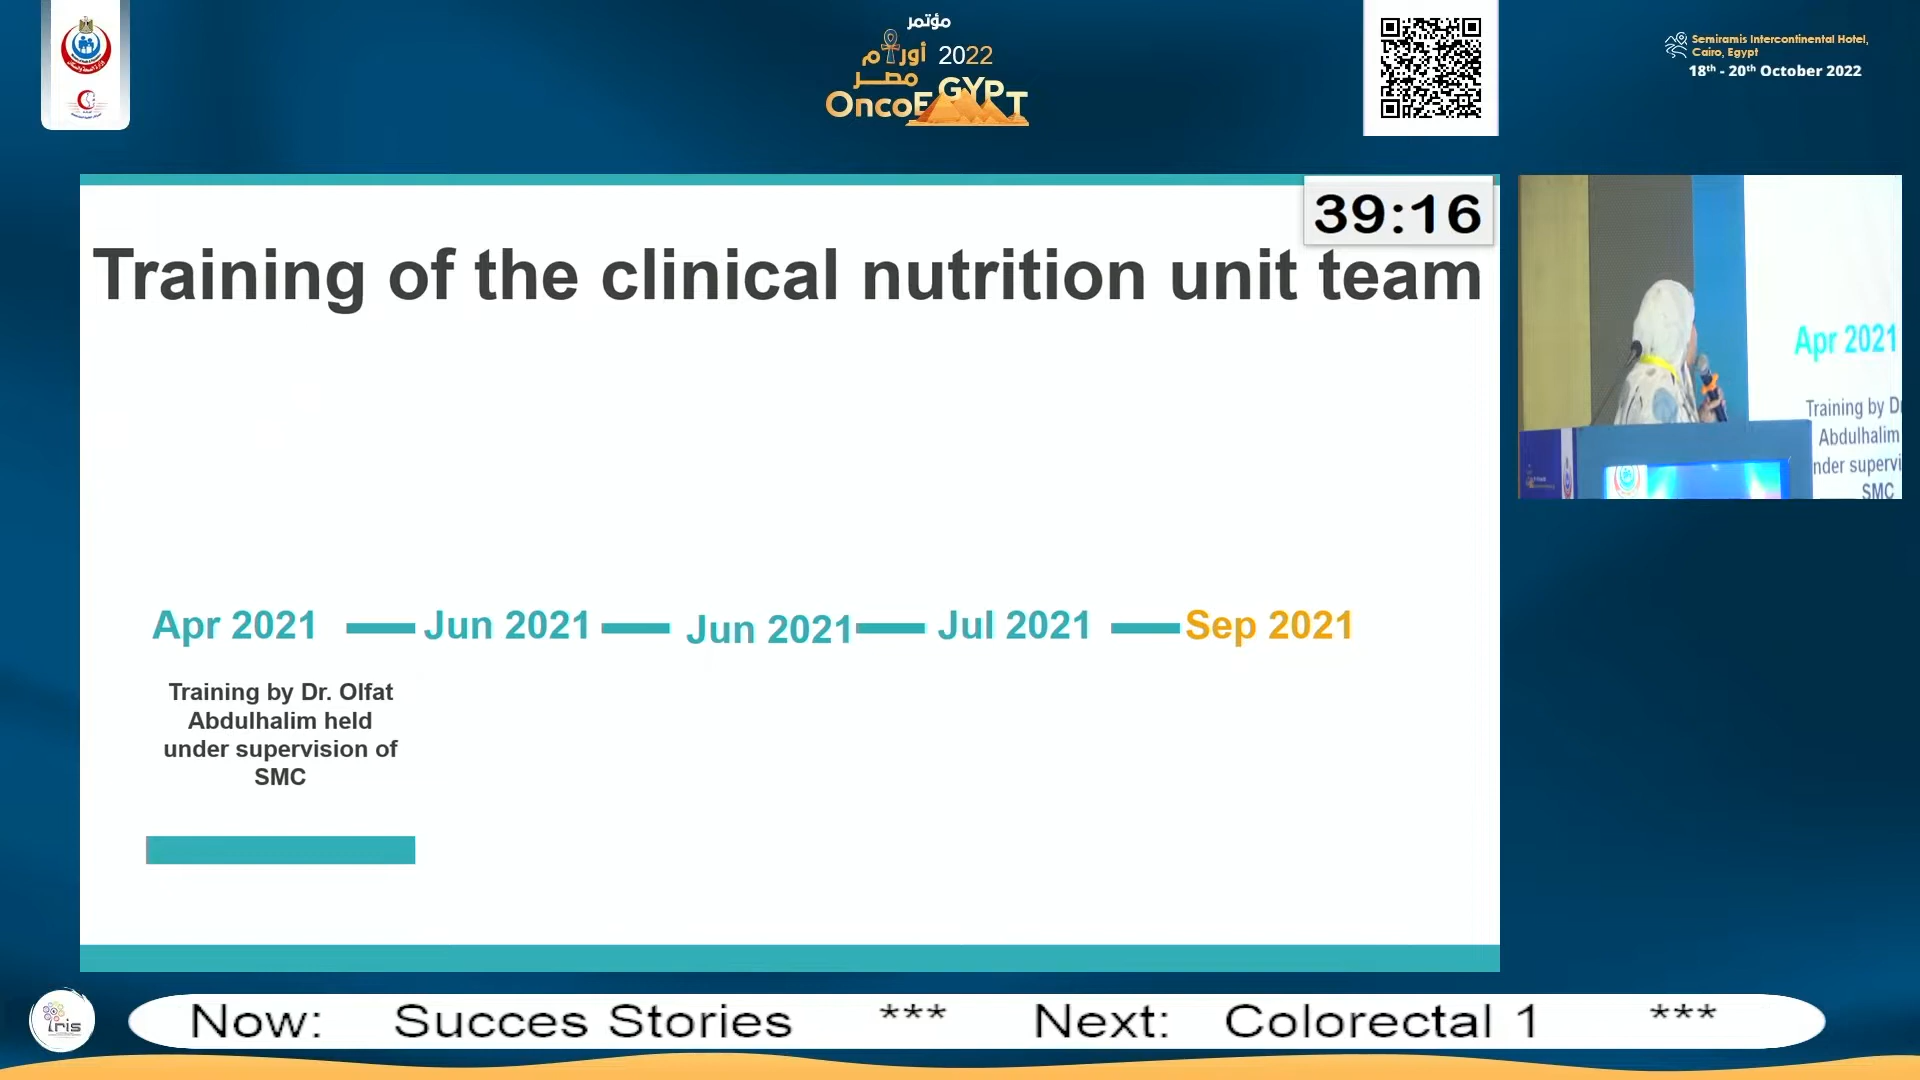 مؤتمر
أورام 2022
مصر
OncoEGYPT
Semiramis Intercontinental Hotel,
Cairo, Egypt
18th - 20th October 2022
39:16
Training of the clinical nutrition unit team
Apr 2021
Jun 2021
Jun 2021
Jul 2021
Sep 2021
Training by Dr. Olfat
Abdulhalim held
under supervision of
SMC
Apr 2021
Training by D
Abdulhalim
nder supervi
SMC
iris
Now: Succes Stories *** Next: Colorectal 1 ***